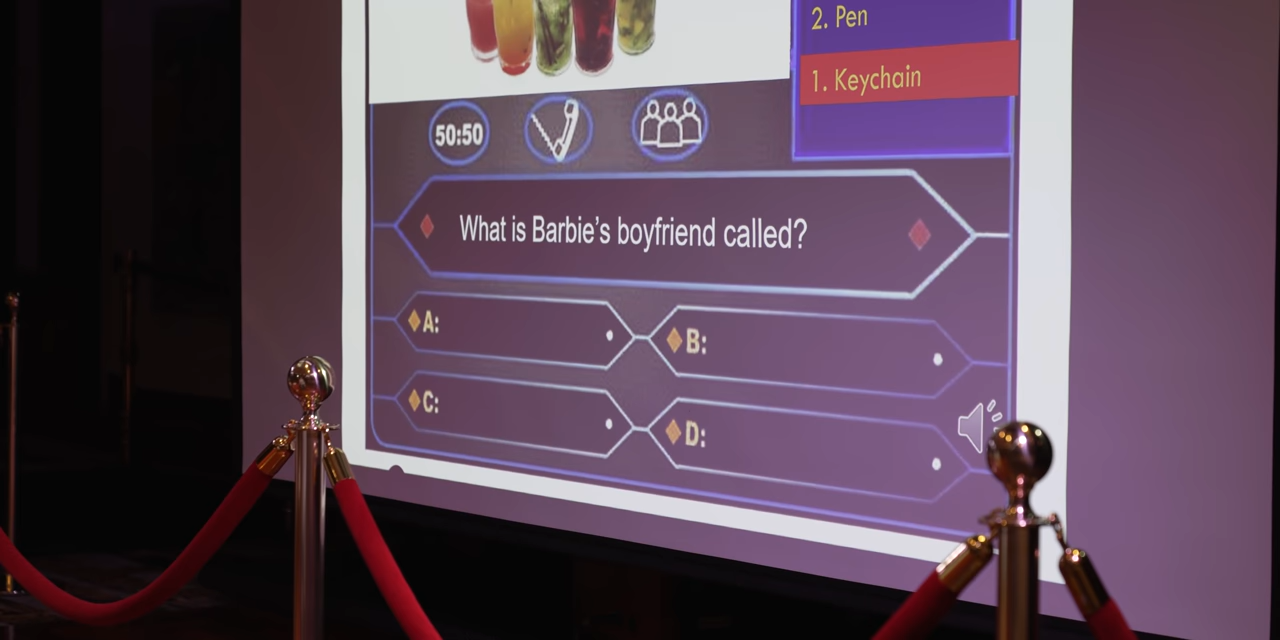 2. Pen
1. Keychain
50:50
What is Barbie's boyfriend called?
A:
B:
C:
D: